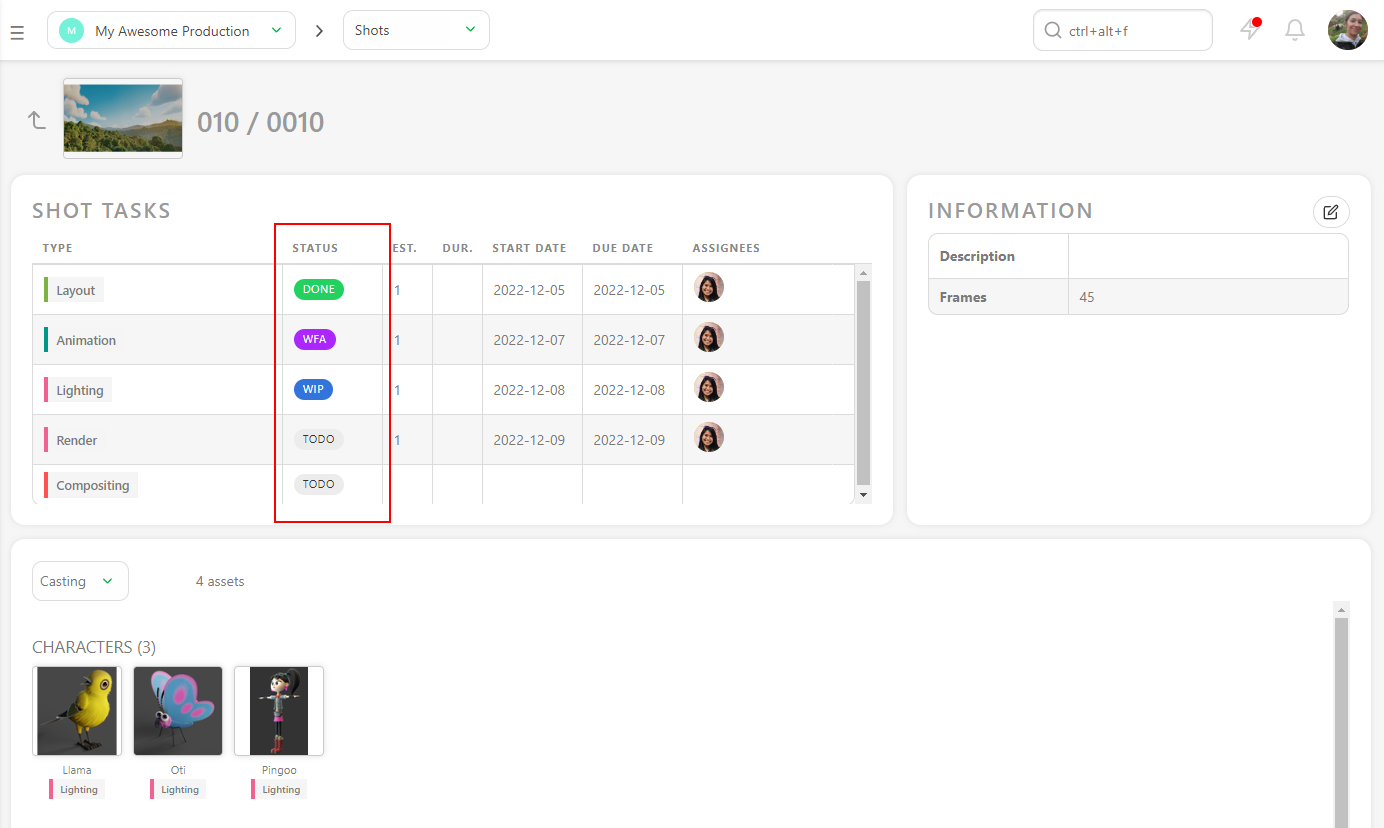 M My Awesome Production Shots ctrl+alt+f
010 / 0010
SHOT TASKS
TYPE STATUS EST. DUR. START DATE DUE DATE ASSIGNEES
Layout DONE 1 2022-12-05 2022-12-05
Animation WFA 1 2022-12-07 2022-12-07
Lighting WIP 1 2022-12-08 2022-12-08
Render TODO 1 2022-12-09 2022-12-09
Compositing TODO
INFORMATION
Description
Frames 45
Casting 4 assets
CHARACTERS (3)
Llama Oti Pingoo
Lighting Lighting Lighting